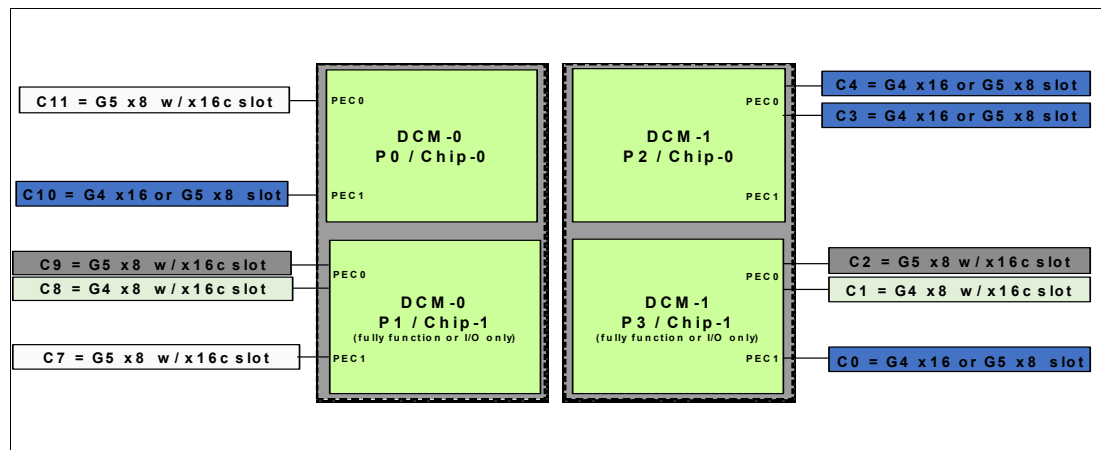 C11 = G5 x8 w/x16c slot
C10 = G4 x16 or G5 x8 slot
C9 = G5 x8 w/x16c slot
C8 = G4 x8 w/x16c slot
C7 = G5 x8 w/x16c slot
PEC0
DCM-0
P0 / Chip-0
PEC1
PEC0
DCM-0
P1 / Chip-1
(fully function or I/O only)
PEC1
DCM-1
P2 / Chip-0
PEC0
PEC1
DCM-1
P3 / Chip-1
(fully function or I/O only)
PEC0
PEC1
C4 = G4 x16 or G5 x8 slot
C3 = G4 x16 or G5 x8 slot
C2 = G5 x8 w/x16c slot
C1 = G4 x8 w/x16c slot
C0 = G4 x16 or G5 x8 slot